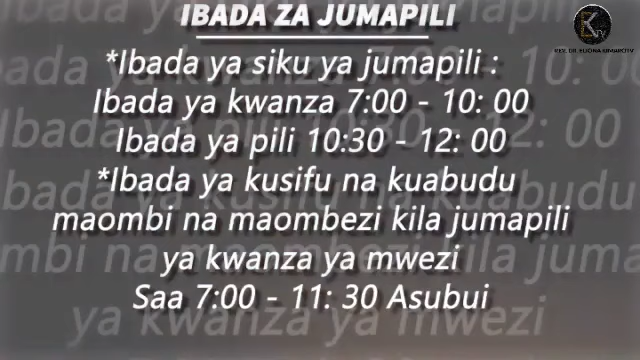 IBADA ZA JUMAPILI
*Ibada ya siku ya jumapili :
Ibada ya kwanza 7:00 - 10: 00
Ibada ya pili 10:30 - 12: 00
*Ibada ya kusifu na kuabudu
maombi na maombezi kila jumapili
ya kwanza ya mwezi
Saa 7:00 - 11: 30 Asubui